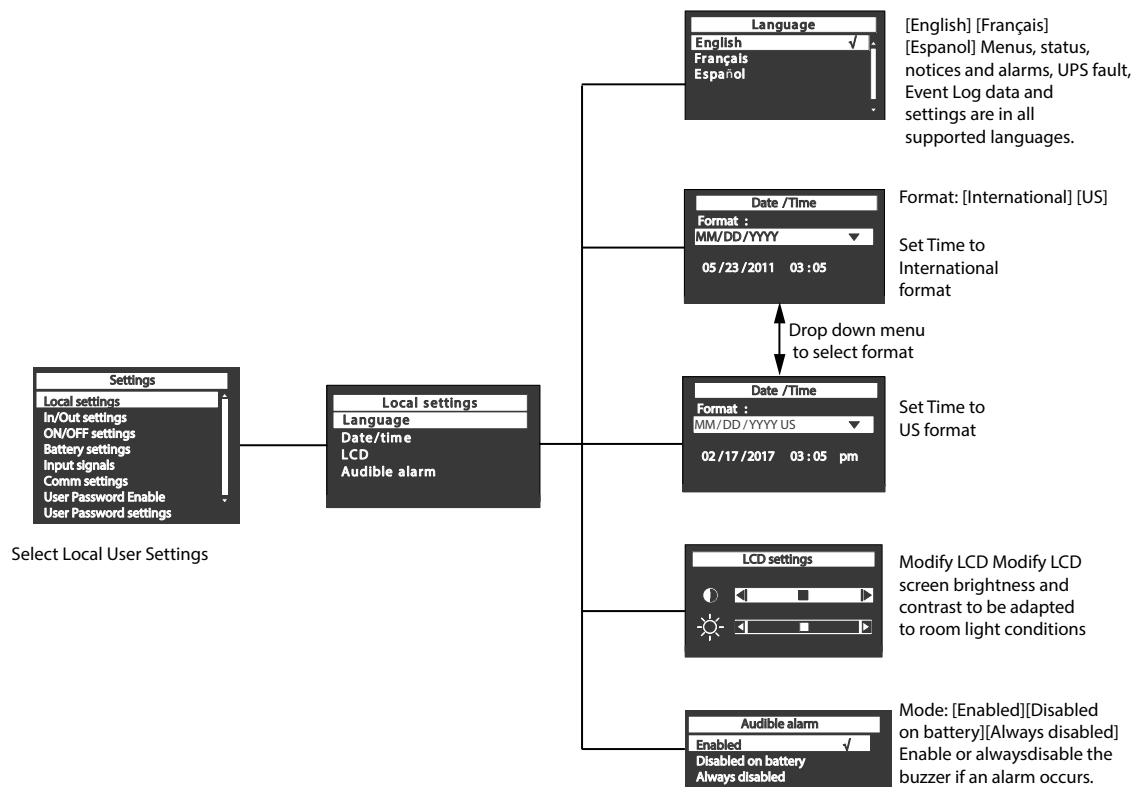 Settings
Local settings
In/Out settings
ON/OFF settings
Battery settings
Input signals
Comm settings
User Password Enable
User Password settings
Select Local User Settings
Local settings
Language
Date/time
LCD
Audible alarm
Language
English √
Français
Español
[English] [Français]
[Espanol] Menus, status,
notices and alarms, UPS fault,
Event Log data and
settings are in all
supported languages.
Date /Time
Format :
MM/DD/YYYY
05/23/2011 03:05
Format: [International] [US]
Set Time to
International
format
Drop down menu
to select format
Date /Time
Format :
MM/DD/YYYY US
02/17/2017 03:05 pm
Set Time to
US format
LCD settings
Modify LCD Modify LCD
screen brightness and
contrast to be adapted
to room light conditions
Audible alarm
Enabled √
Disabled on battery
Always disabled
Mode: [Enabled][Disabled
on battery][Always disabled]
Enable or alwaysdisable the
buzzer if an alarm occurs.